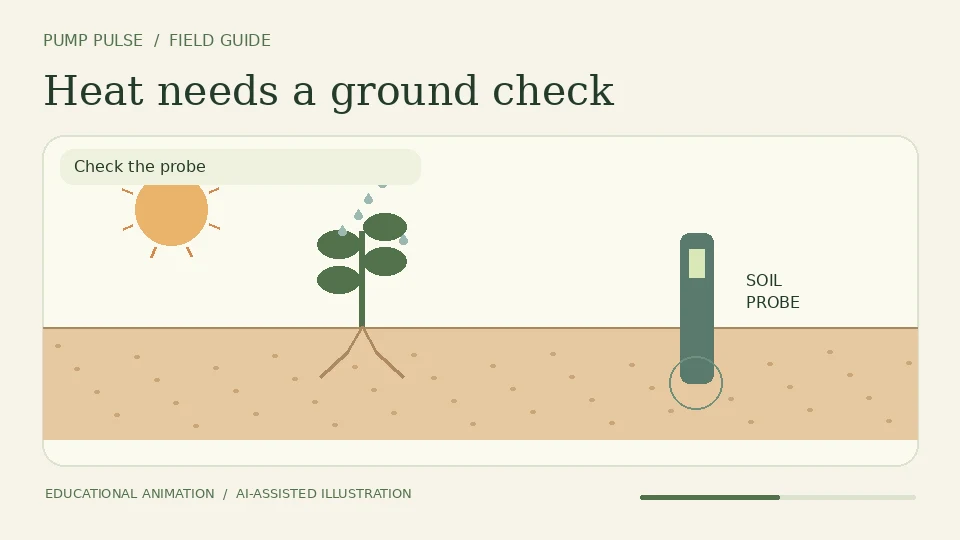 PUMP PULSE / FIELD GUIDE
Heat needs a ground check
Check the probe
SOIL
PROBE
EDUCATIONAL ANIMATION / AI-ASSISTED ILLUSTRATION